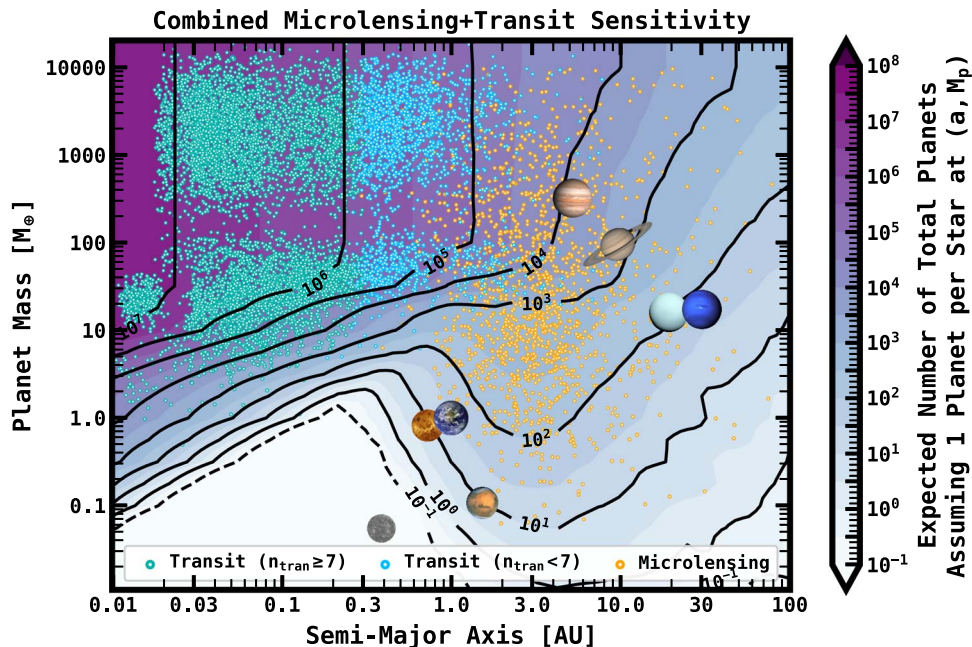 Combined Microlensing+Transit Sensitivity
10000
1000
100
10
1.0
0.1
Planet Mass [M⊕]
10⁷
10⁶
10⁵
10⁴
10³
10²
10¹
10⁰
10⁻¹
10⁻¹
Transit (nₜᵣₐₙ≥7)
Transit (nₜᵣₐₙ<7)
Microlensing
0.01 0.03 0.1 0.3 1.0 3.0 10.0 30 100
Semi-Major Axis [AU]
10⁸
10⁷
10⁶
10⁵
10⁴
10³
10²
10¹
10⁰
10⁻¹
Expected Number of Total Planets
Assuming 1 Planet per Star at (a,Mₚ)